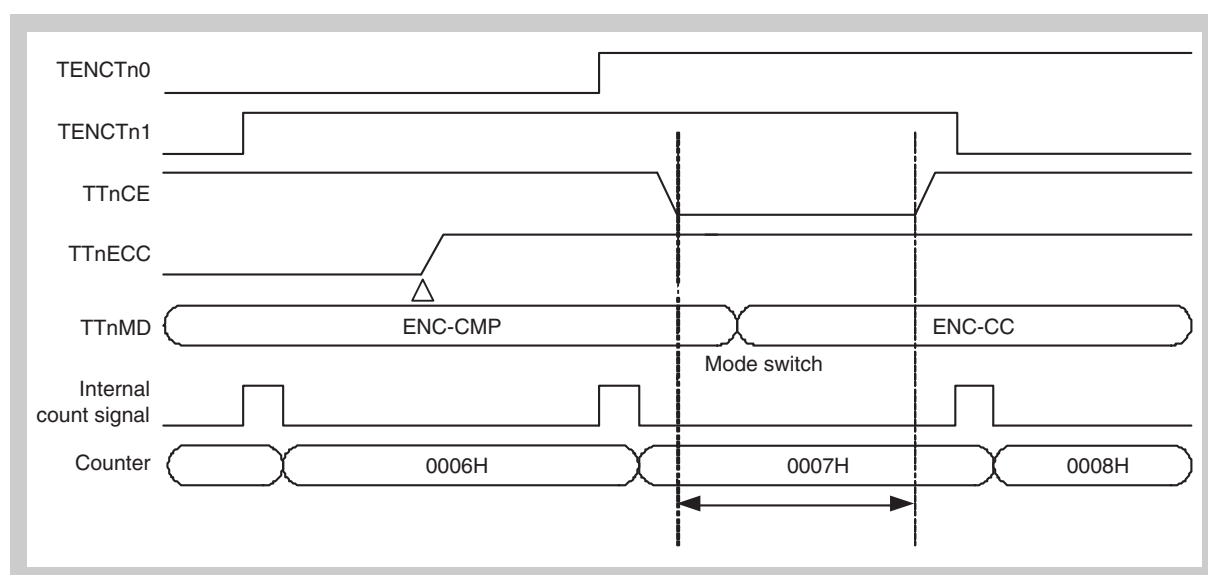 TENCTn0
TENCTn1
TTnCE
TTnECC
TTnMD
ENC-CMP
ENC-CC
Mode switch
Internal
count signal
Counter
0006H
0007H
0008H